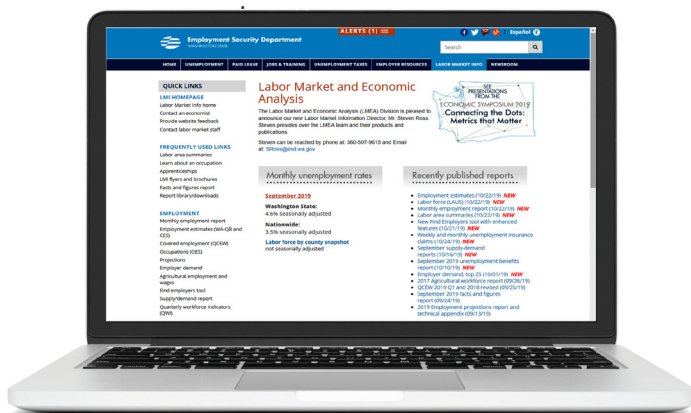 ALERTS (1)
Español
Employment Security Department
WASHINGTON STATE
Search
HOME UNEMPLOYMENT PAID LEAVE JOBS & TRAINING UNEMPLOYMENT TAXES EMPLOYER RESOURCES LABOR MARKET INFO NEWSROOM
QUICK LINKS
LMI HOMEPAGE
Labor Market Info home
Contact an economist
Provide website feedback
Contact labor market staff
FREQUENTLY USED LINKS
Labor area summaries
Learn about an occupation
Apprenticeships
LMI flyers and brochures
Facts and figures report
Report library/downloads
EMPLOYMENT
Monthly employment report
Employment estimates (WA-QB and
CES)
Covered employment (QCEW)
Occupations (OES)
Projections
Employer demand
Agricultural employment and
wages
Find employers tool
Supply/demand report
Quarterly workforce indicators
(QWI)
Labor Market and Economic
Analysis
The Labor Market and Economic Analysis (LMEA) Division is pleased to
announce our new Labor Market Information Director, Mr. Steven Ross.
Steven presides over the LMEA team and their products and
publications.
Steven can be reached by phone at 360-507-9615 and Email
at: SRoss@esd.wa.gov
SEE
PRESENTATIONS
FROM THE
ECONOMIC SYMPOSIUM 2019
Connecting the Dots:
Metrics that Matter
Monthly unemployment rates
September 2019
Washington State:
4.6% seasonally adjusted
Nationwide:
3.5% seasonally adjusted
Labor force by county snapshot
not seasonally adjusted
Recently published reports
Employment estimates (10/22/19) NEW
Labor force (LAUS) (10/22/19) NEW
Monthly employment report (10/22/19) NEW
Labor area summaries (10/22/19) NEW
New Find Employers tool with enhanced
features (10/21/19) NEW
Weekly and monthly unemployment insurance
claims (10/24/19) NEW
September supply-demand
reports (10/16/19) NEW
September 2019 unemployment benefits
report (10/10/19) NEW
Employer demand, top 25 (10/01/19) NEW
2017 Agricultural workforce report (09/26/19)
QCEW 2019 Q1 and 2018 revised (09/25/19)
September 2019 facts and figures
report (09/24/19)
2019 Employment projections report and
technical appendix (09/13/19)